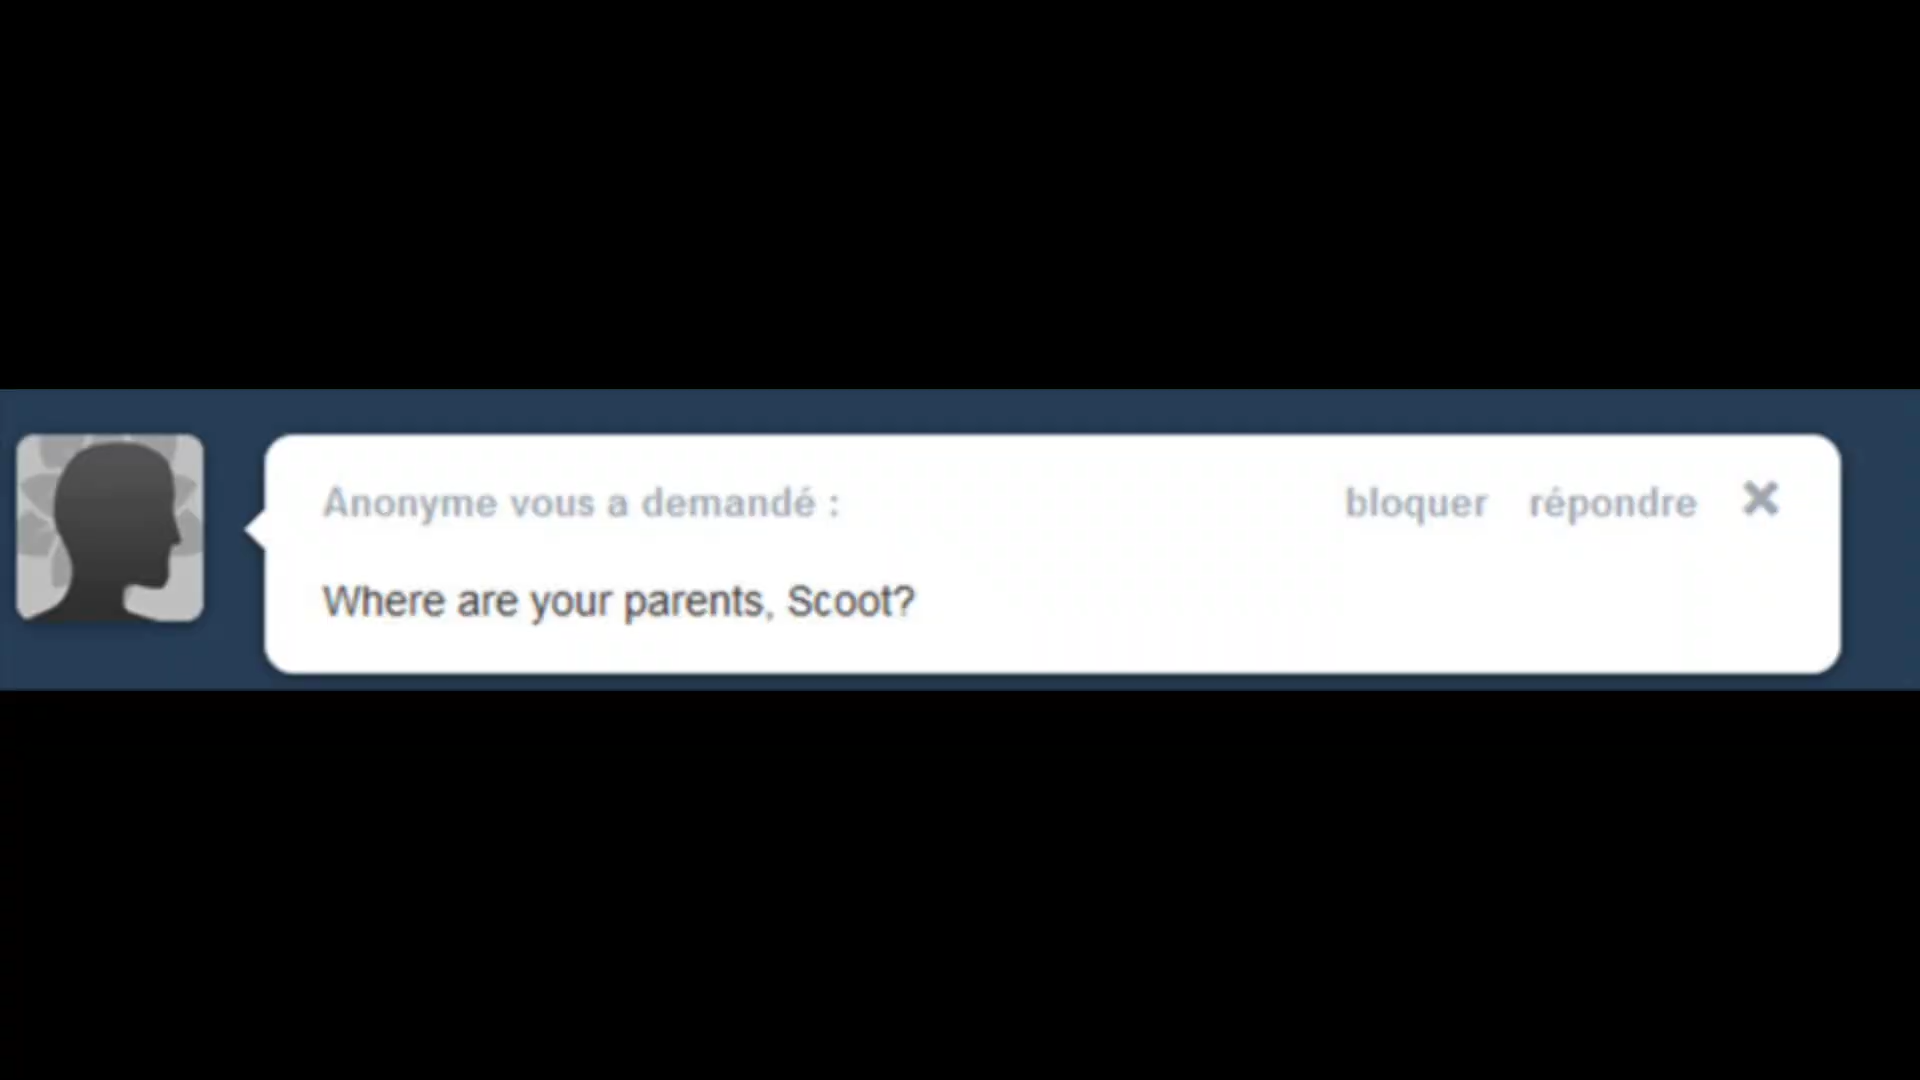 Anonyme vous a demandé :
bloquer répondre
Where are your parents, Scoot?